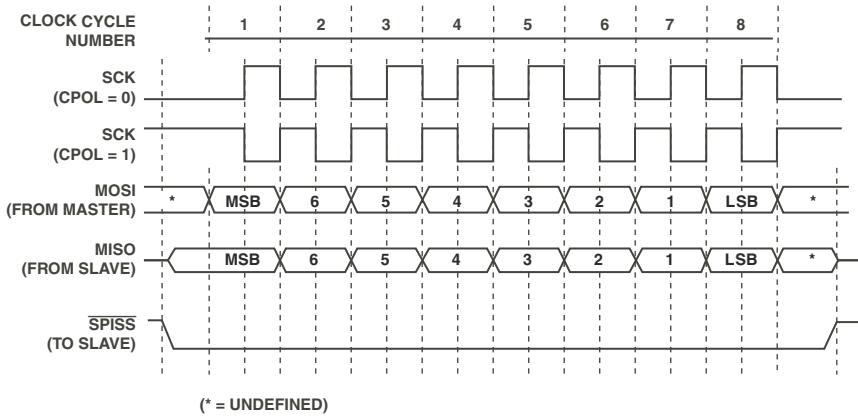 CLOCK CYCLE
NUMBER
1 2 3 4 5 6 7 8
SCK
(CPOL = 0)
SCK
(CPOL = 1)
MOSI
(FROM MASTER)
* MSB 6 5 4 3 2 1 LSB *
MISO
(FROM SLAVE)
MSB 6 5 4 3 2 1 LSB *
SPISS
(TO SLAVE)
(* = UNDEFINED)